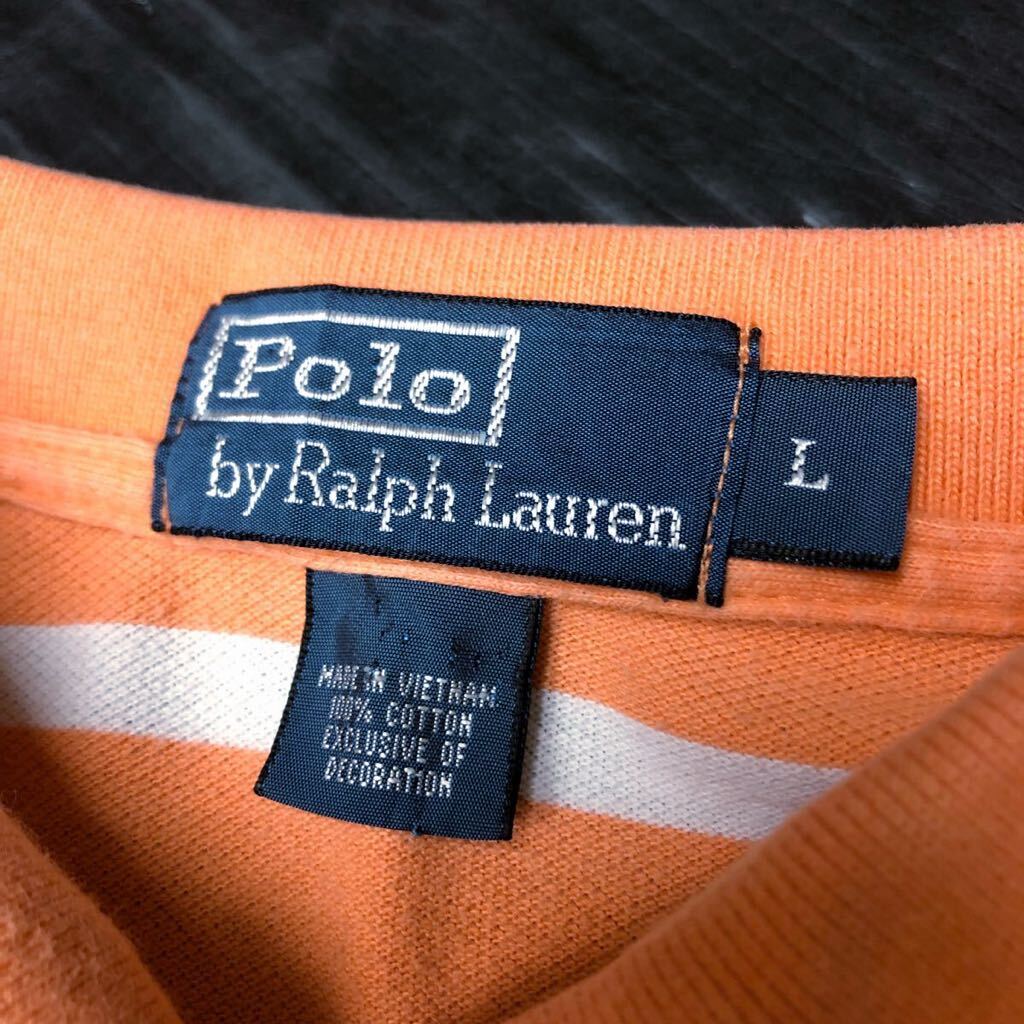 Polo
by Ralph Lauren
L
MADE IN VIETNAM
100% COTTON
EXCLUSIVE OF
DECORATION